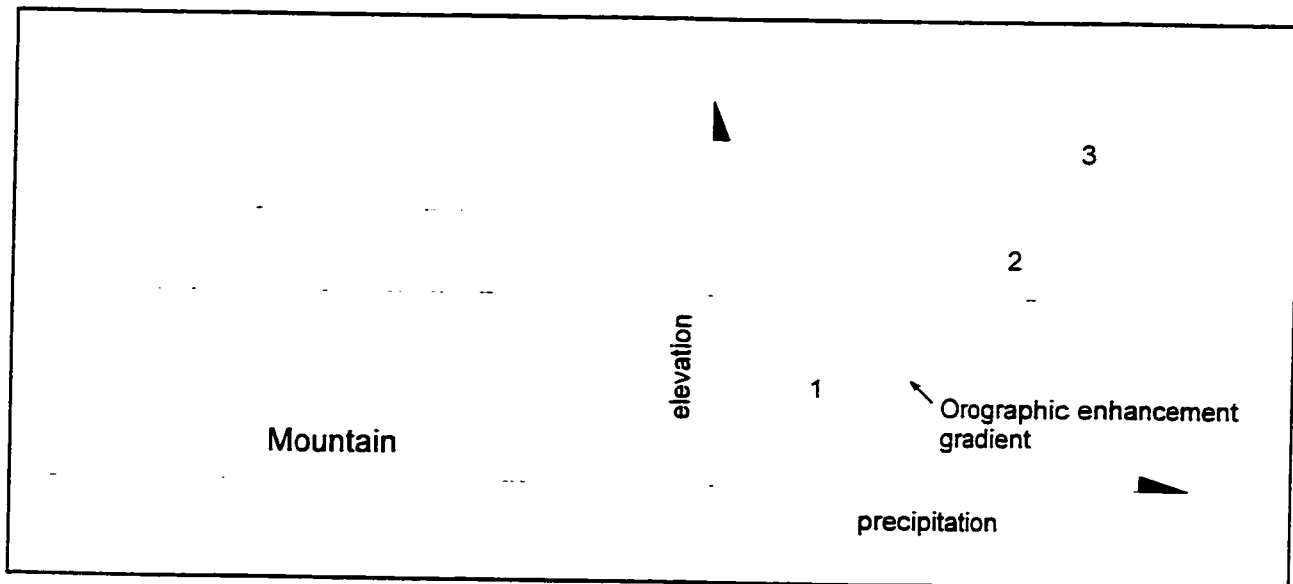 3
2
elevation
1
Orographic enhancement
gradient
Mountain
precipitation